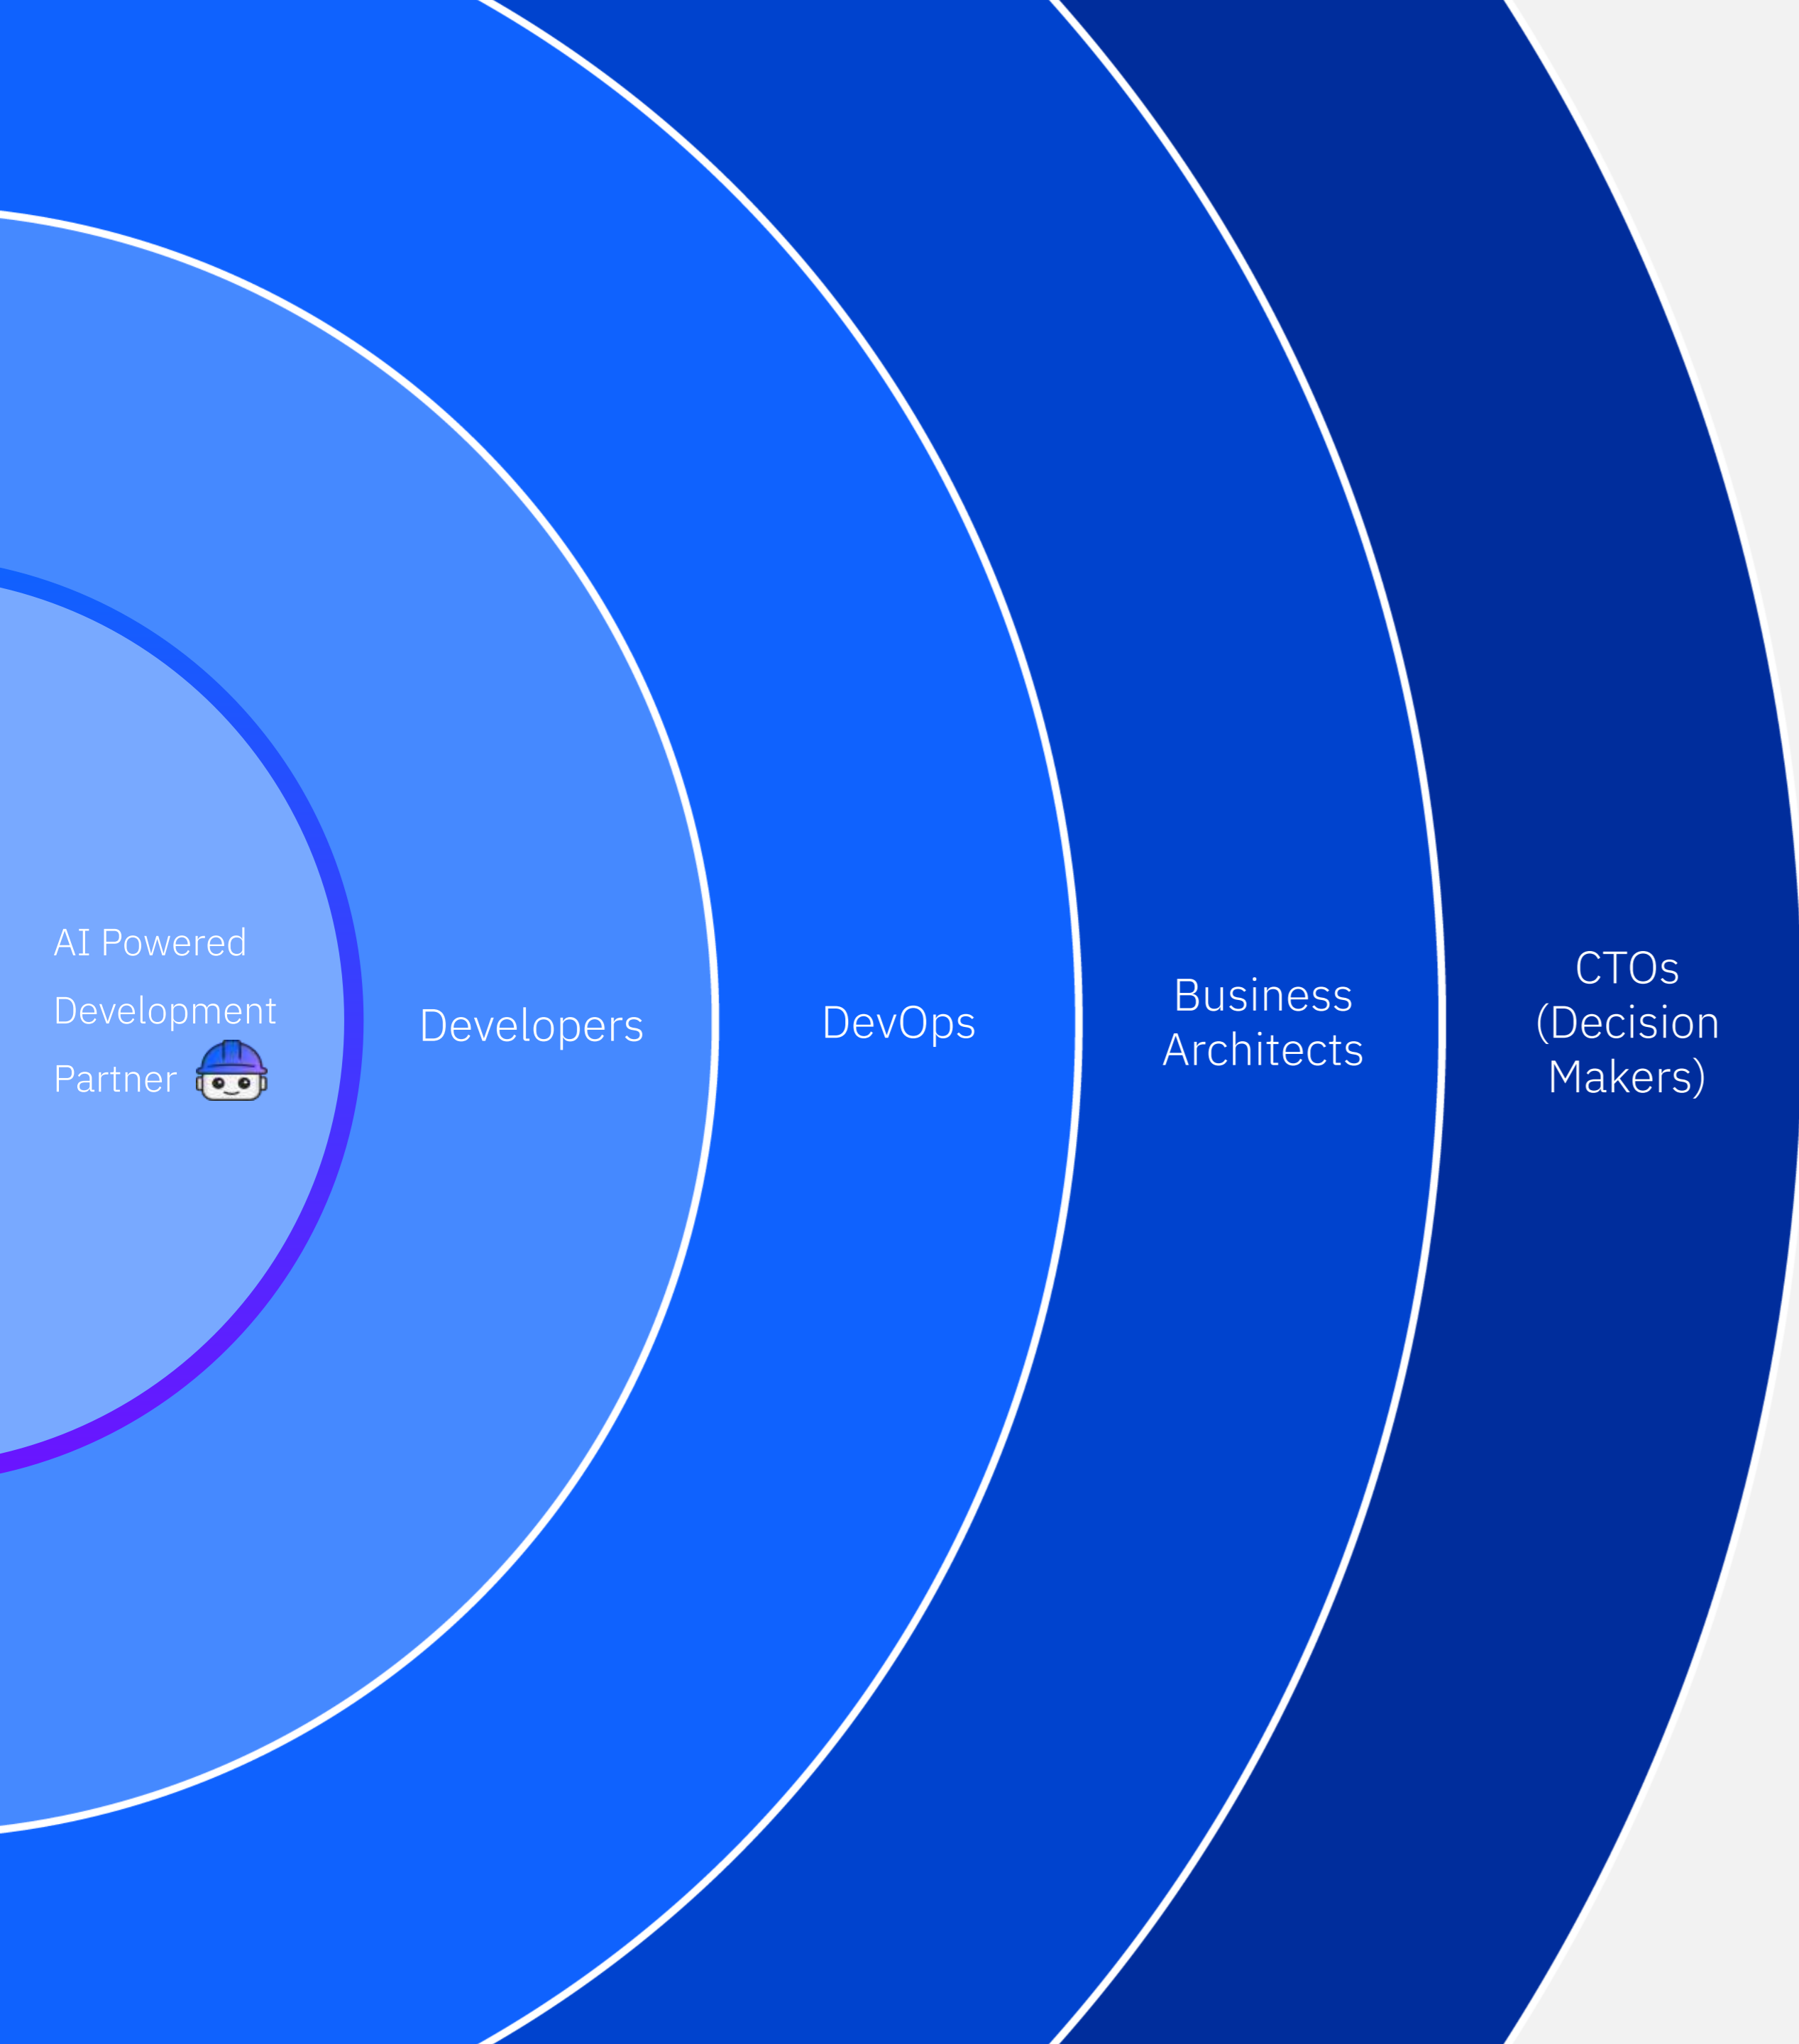 AI Powered
Development
Partner
Developers
DevOps
Business
Architects
CTOs
(Decision
Makers)